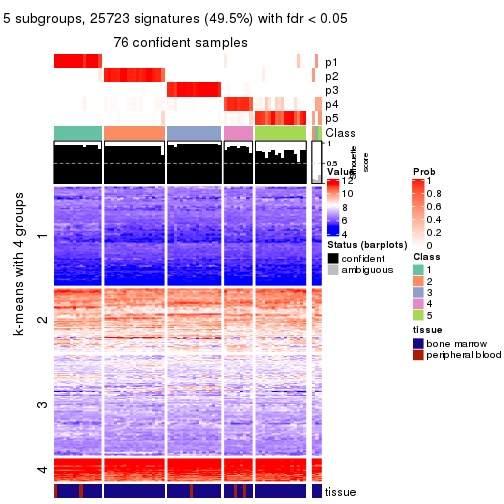 5 subgroups, 25723 signatures (49.5%) with fdr < 0.05
76 confident samples
p1
p2
p3
p4
p5
Class
1
0.5
0
silhouette
score
k-means with 4 groups
1
2
3
4
tissue
Value
12
10
8
6
4
Status (barplots)
confident
ambiguous
Prob
1
0.8
0.6
0.4
0.2
0
Class
1
2
3
4
5
tissue
bone marrow
peripheral blood